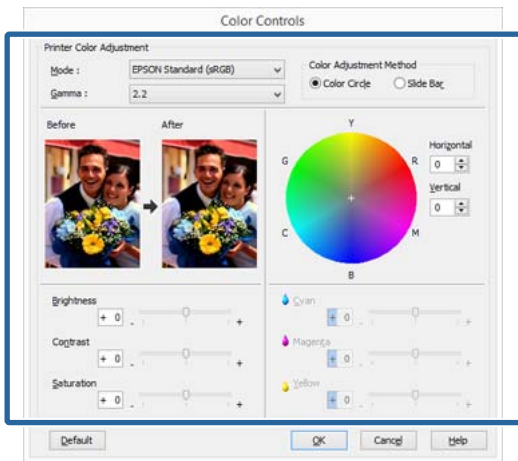 Color Controls
Printer Color Adjustment
Mode : EPSON Standard (sRGB)
Gamma : 2.2
Color Adjustment Method
Color Circle Slide Bar
Before After
Y
G R
C M
B
Horizontal
0
Vertical
0
Brightness
+ 0 - +
Contrast
+ 0 - +
Saturation
+ 0 - +
Cyan
+ 0 - +
Magenta
+ 0 - +
Yellow
+ 0 - +
Default OK Cancel Help